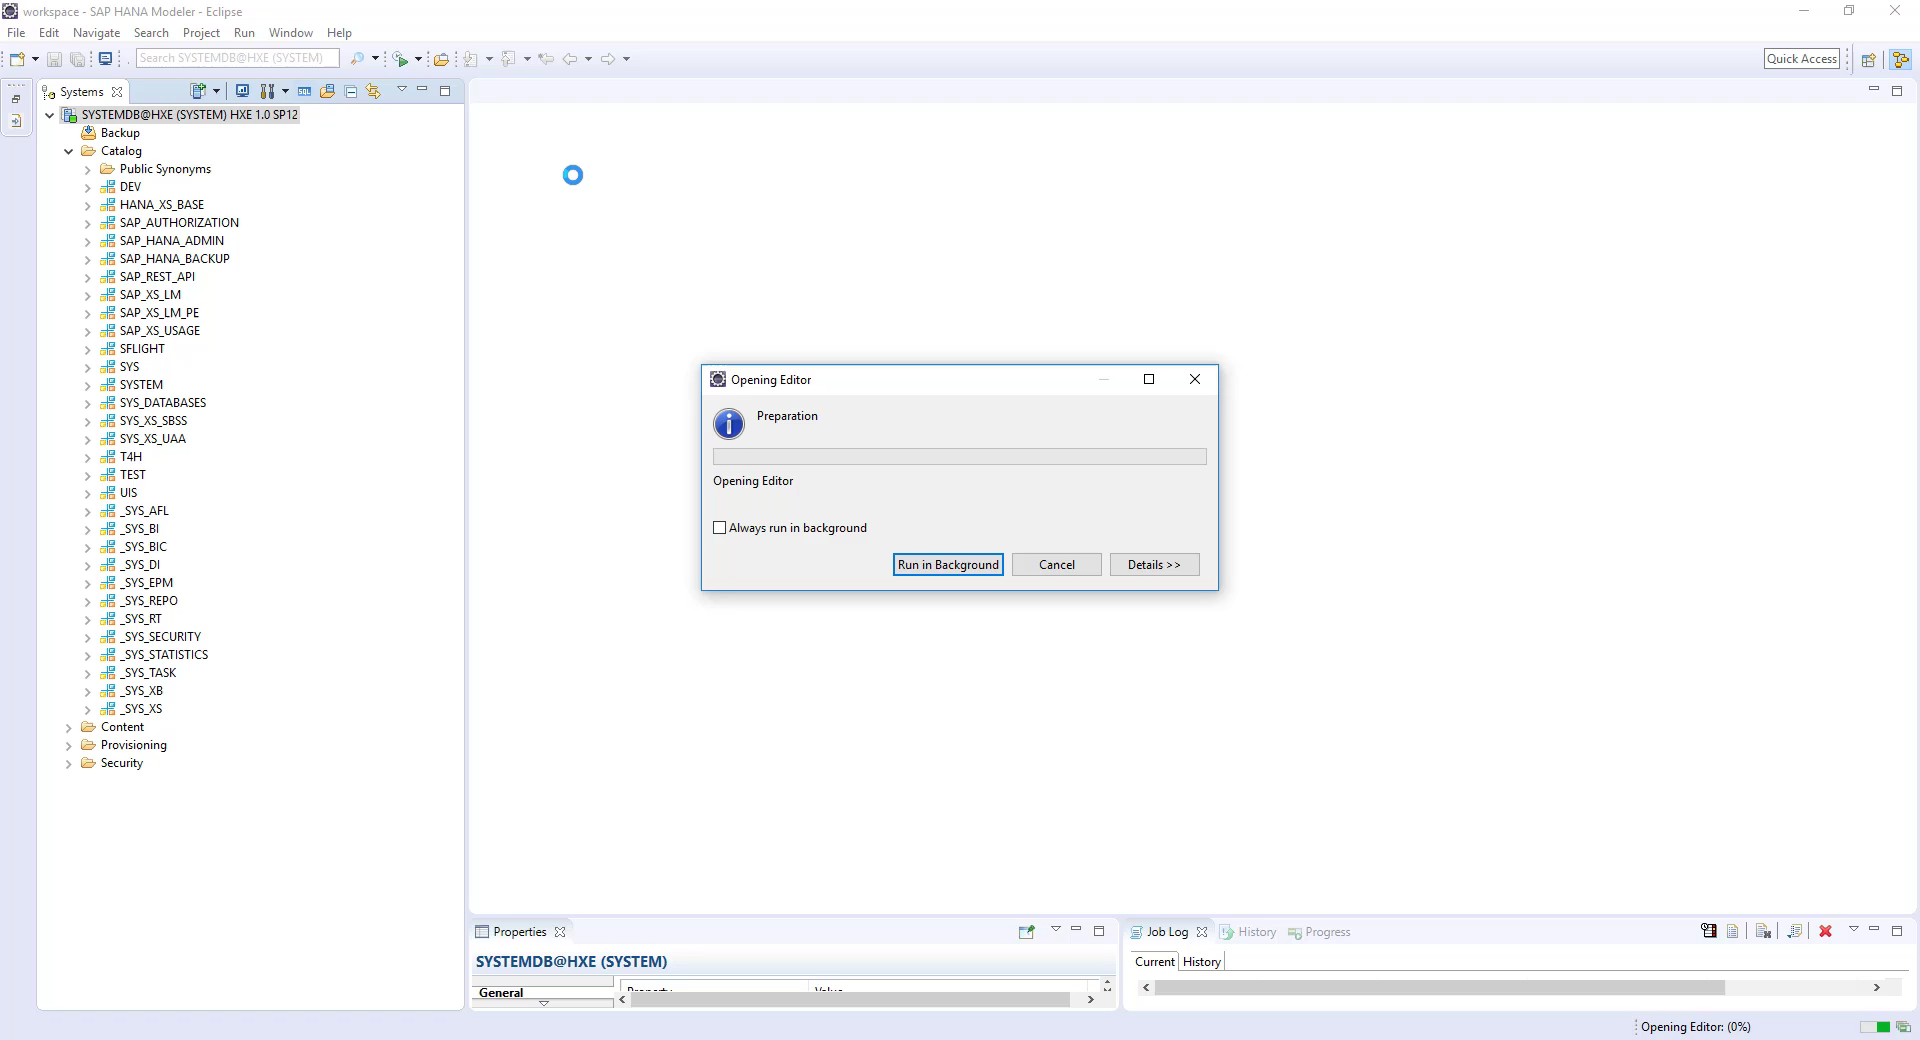 workspace - SAP HANA Modeler - Eclipse
File Edit Navigate Search Project Run Window Help
Search SYSTEMDB@HXE (SYSTEM)
Quick Access
Systems
SYSTEMDB@HXE (SYSTEM) HXE 1.0 SP12
Backup
Catalog
Public Synonyms
DEV
HANA_XS_BASE
SAP_AUTHORIZATION
SAP_HANA_ADMIN
SAP_HANA_BACKUP
SAP_REST_API
SAP_XS_LM
SAP_XS_LM_PE
SAP_XS_USAGE
SFLIGHT
SYS
SYSTEM
SYS_DATABASES
SYS_XS_SBSS
SYS_XS_UAA
T4H
TEST
UIS
_SYS_AFL
_SYS_BI
_SYS_BIC
_SYS_DI
_SYS_EPM
_SYS_REPO
_SYS_RT
_SYS_SECURITY
_SYS_STATISTICS
_SYS_TASK
_SYS_XB
_SYS_XS
Content
Provisioning
Security
Opening Editor
Preparation
Opening Editor
Always run in background
Run in Background Cancel Details >>
Properties
SYSTEMDB@HXE (SYSTEM)
General
Property Value
Job Log History Progress
Current History
Opening Editor: (0%)